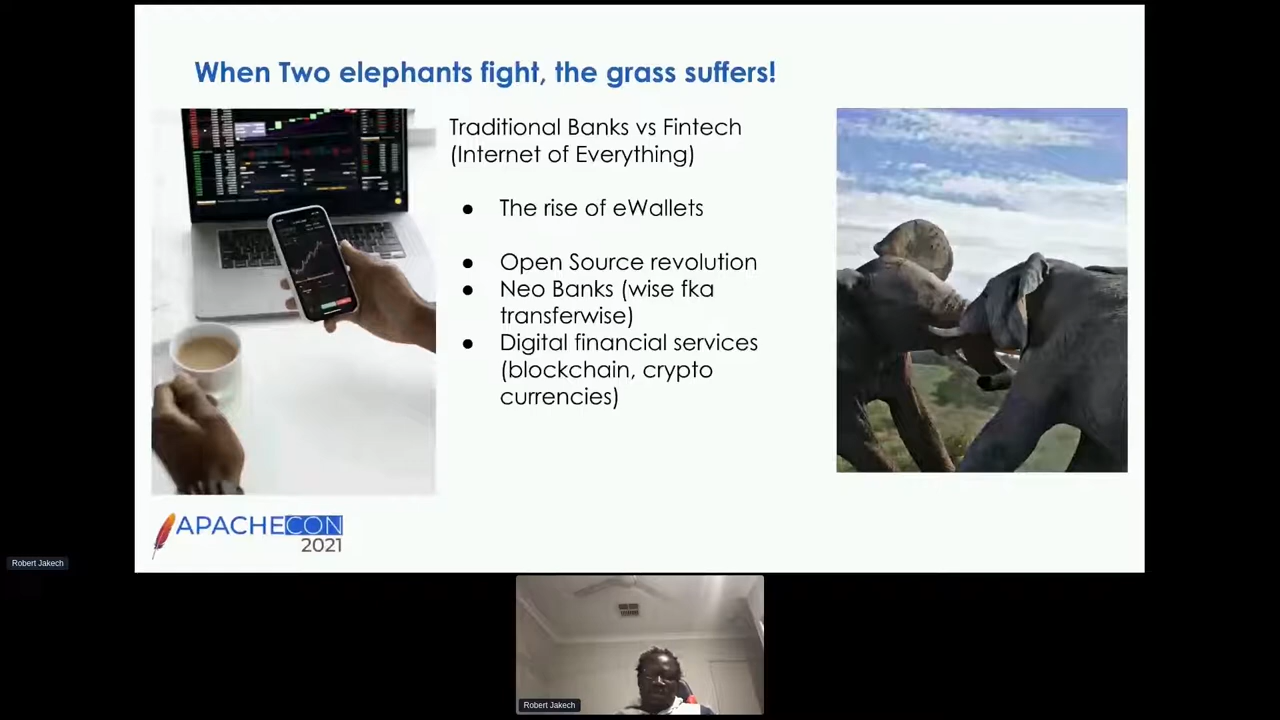 When Two elephants fight, the grass suffers!
Traditional Banks vs Fintech
(Internet of Everything)
● The rise of eWallets
● Open Source revolution
● Neo Banks (wise fka
transferwise)
● Digital financial services
(blockchain, crypto
currencies)
APACHECON
2021
Robert Jakech
Robert Jakech